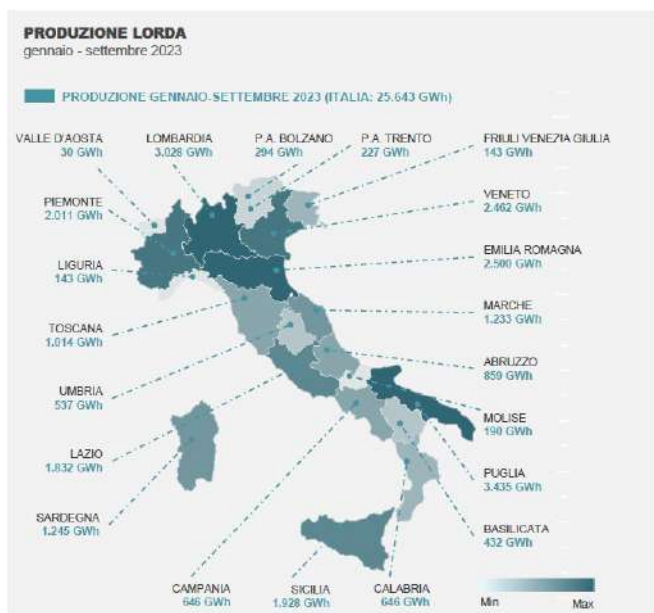 PRODUZIONE LORDA
gennaio - settembre 2023
PRODUZIONE GENNAIO-SETTEMBRE 2023 (ITALIA: 25.643 GWh)
VALLE D'AOSTA
30 GWh
LOMBARDIA
3.028 GWh
P.A. BOLZANO
294 GWh
P.A. TRENTO
227 GWh
FRIULI VENEZIA GIULIA
143 GWh
PIEMONTE
2.011 GWh
VENETO
2.462 GWh
EMILIA ROMAGNA
2.500 GWh
LIGURIA
143 GWh
MARCHE
1.233 GWh
TOSCANA
1.014 GWh
ABRUZZO
859 GWh
UMBRIA
537 GWh
MOLISE
190 GWh
LAZIO
1.832 GWh
PUGLIA
3.435 GWh
SARDEGNA
1.245 GWh
BASILICATA
432 GWh
CAMPANIA
646 GWh
SICILIA
1.928 GWh
CALABRIA
646 GWh
Min
Max